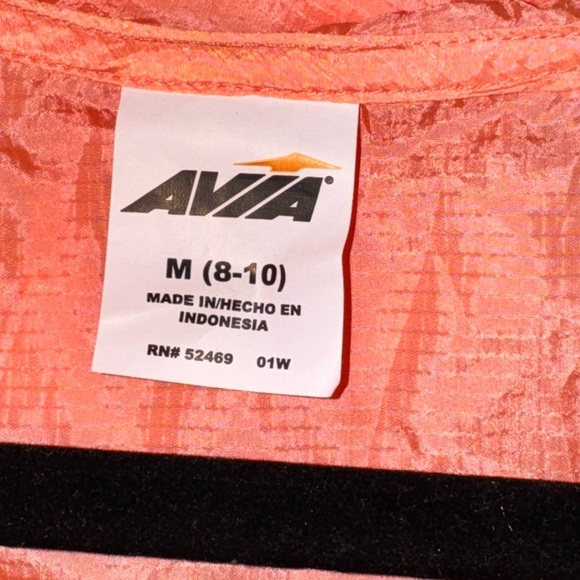 AVIA®
M (8-10)
MADE IN/HECHO EN
INDONESIA
RN# 52469 01W